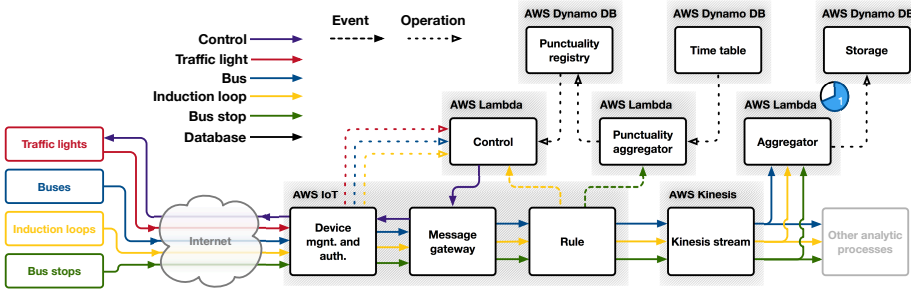 AWS Dynamo DB
AWS Dynamo DB
AWS Dynamo DB
Event
Operation
Control
Traffic light
Bus
Induction loop
Bus stop
Database
Punctuality
registry
Time table
Storage
AWS Lambda
AWS Lambda
AWS Lambda
1
Control
Punctuality
aggregator
Aggregator
Traffic lights
Buses
Induction loops
Bus stops
Internet
AWS IoT
AWS Kinesis
Device
mgnt. and
auth.
Message
gateway
Rule
Kinesis stream
Other analytic
processes